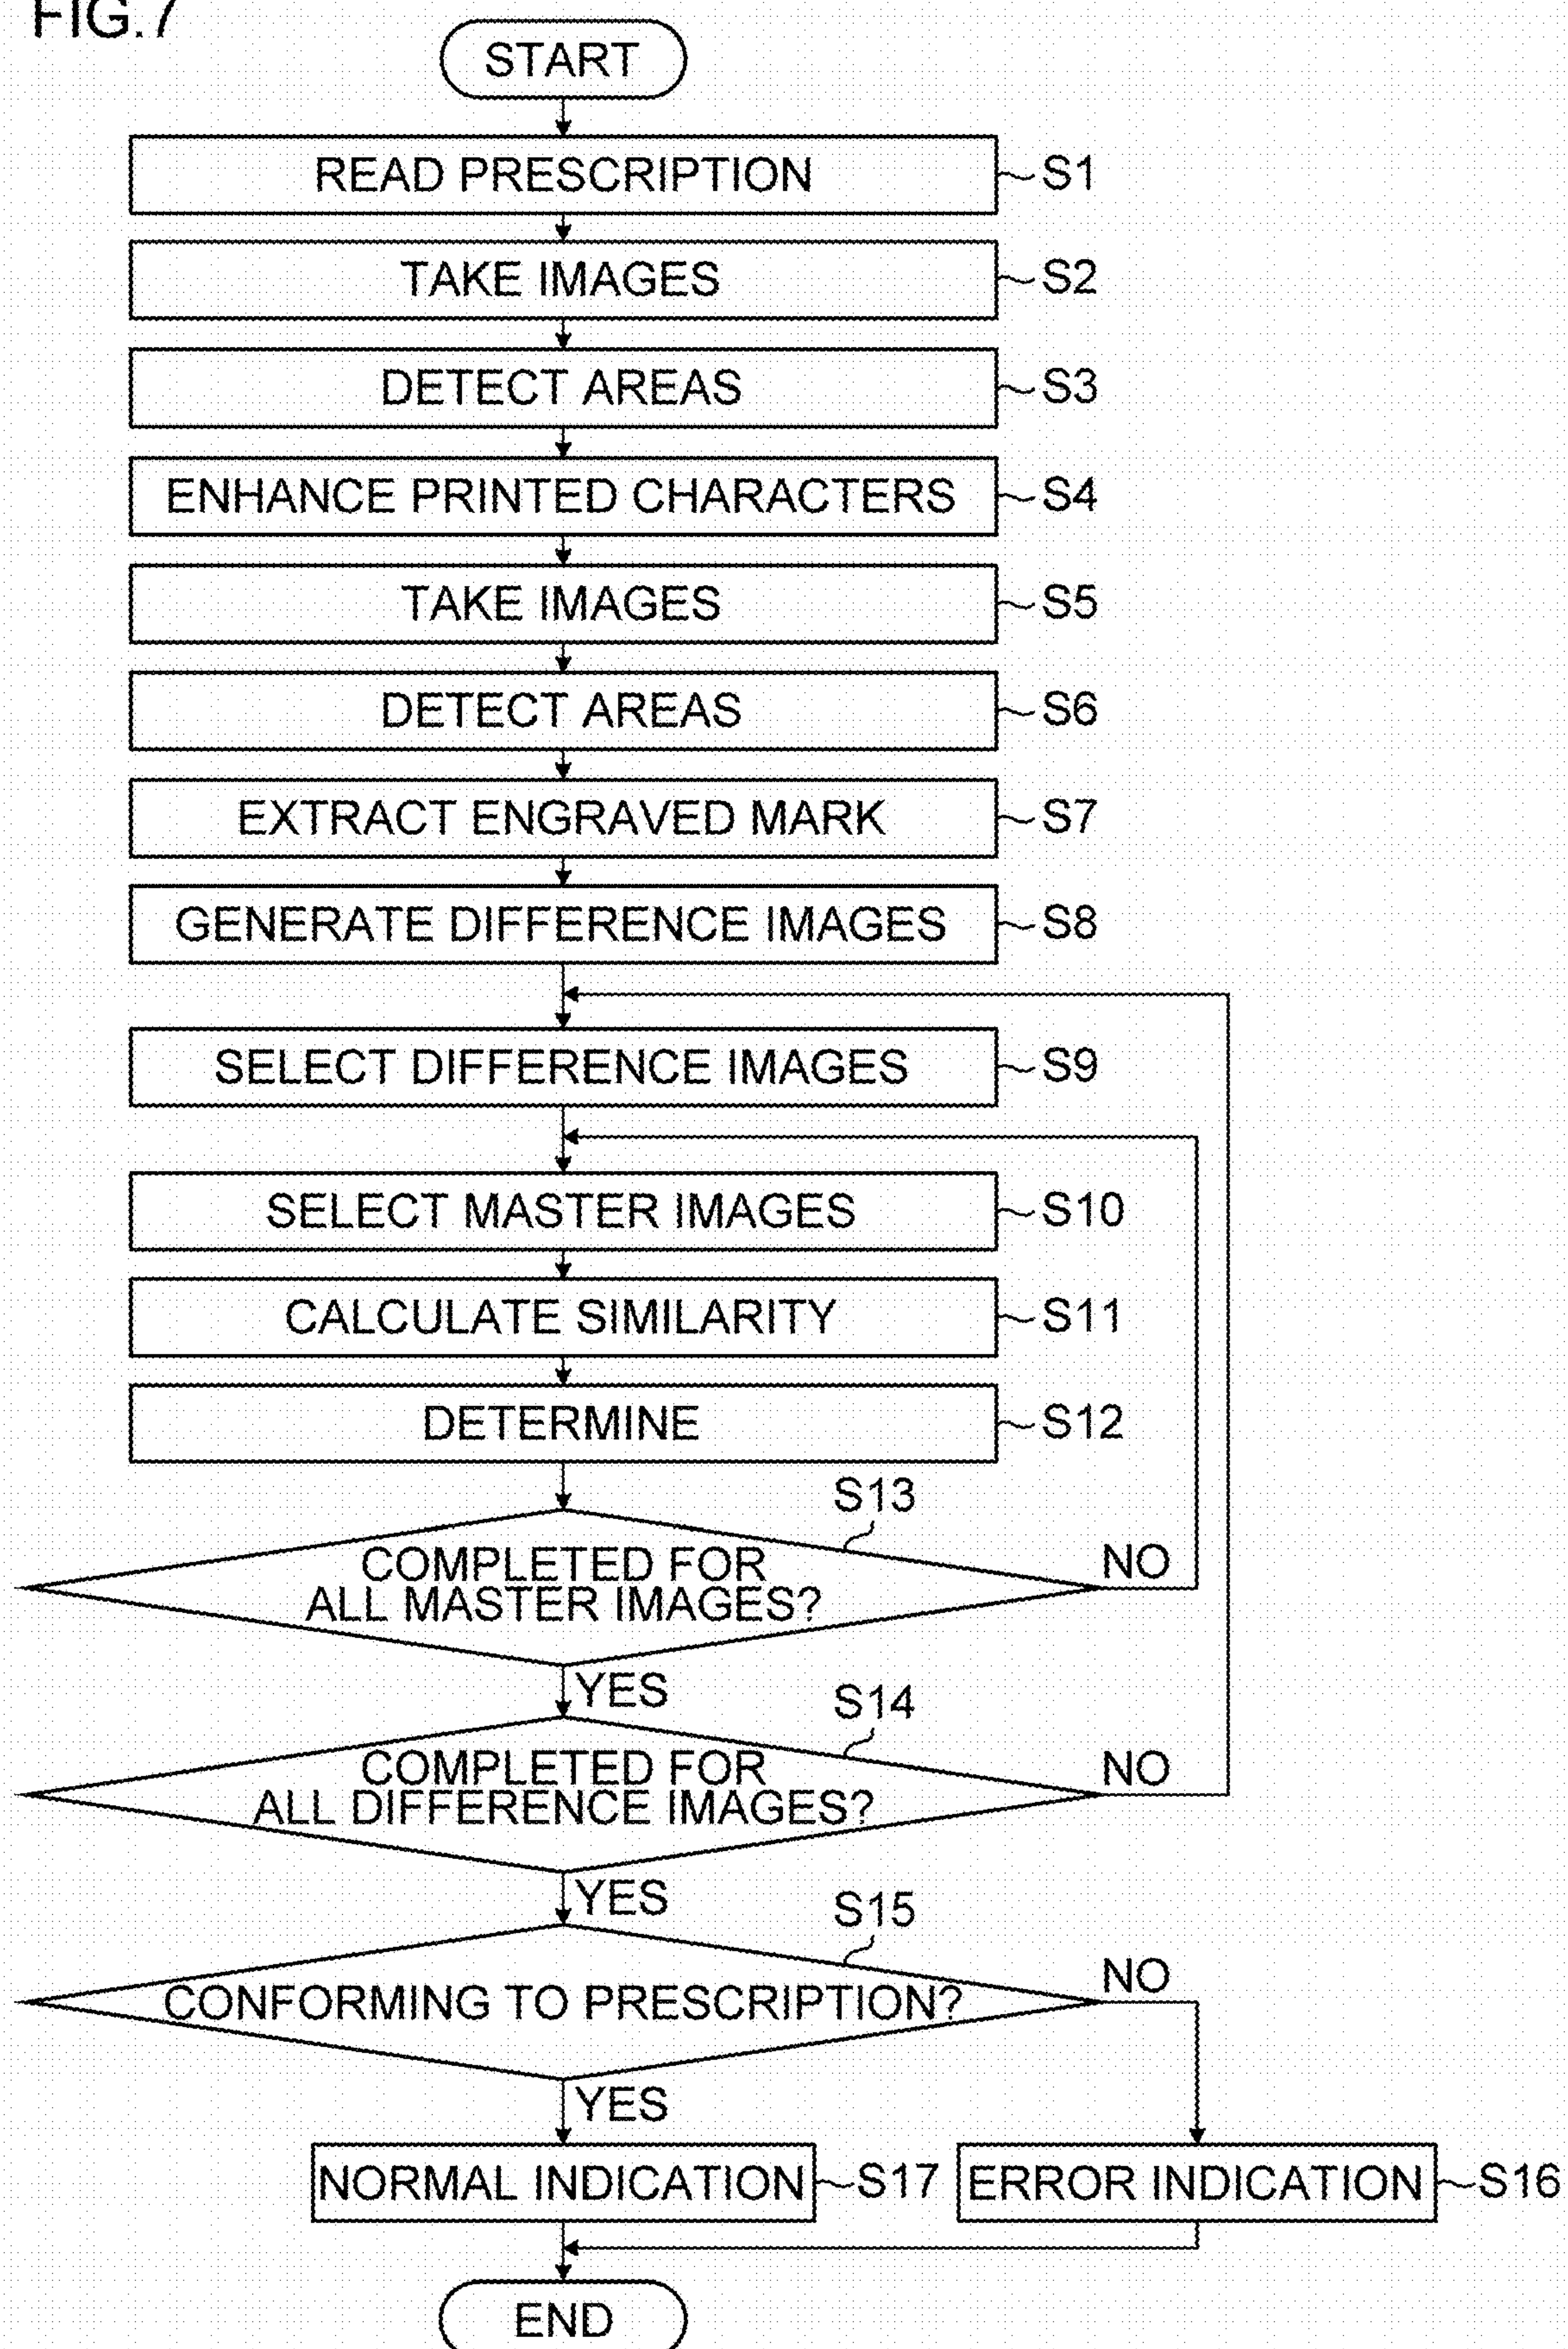 FIG.7
START
READ PRESCRIPTION S1
TAKE IMAGES S2
DETECT AREAS S3
ENHANCE PRINTED CHARACTERS S4
TAKE IMAGES S5
DETECT AREAS S6
EXTRACT ENGRAVED MARK S7
GENERATE DIFFERENCE IMAGES S8
SELECT DIFFERENCE IMAGES S9
SELECT MASTER IMAGES S10
CALCULATE SIMILARITY S11
DETERMINE S12
S13
COMPLETED FOR
ALL MASTER IMAGES?
NO
YES
S14
COMPLETED FOR
ALL DIFFERENCE IMAGES?
NO
YES
S15
CONFORMING TO PRESCRIPTION?
NO
YES
NORMAL INDICATION S17
ERROR INDICATION S16
END